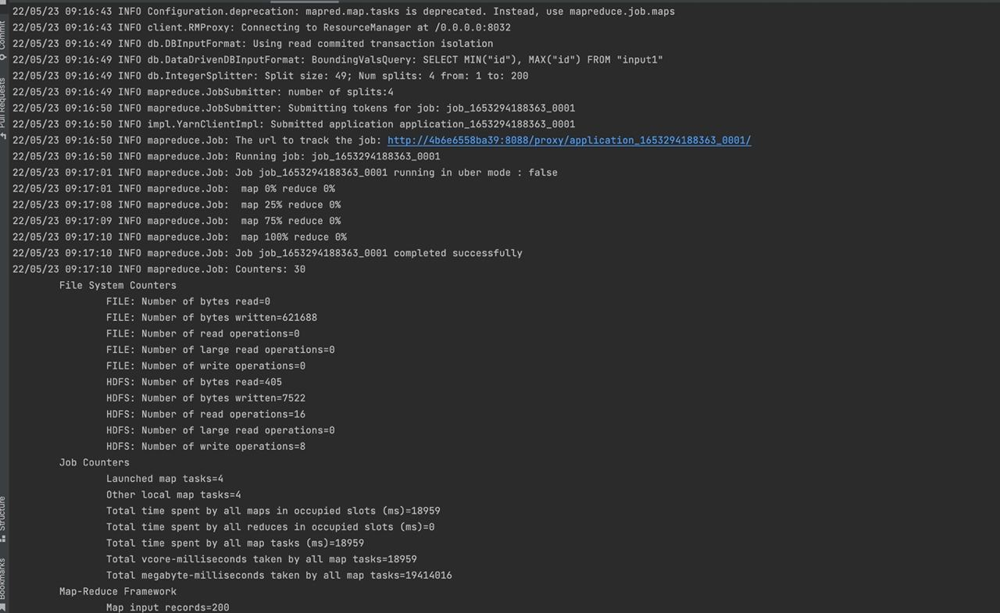 22/05/23 09:16:43 INFO Configuration.deprecation: mapred.map.tasks is deprecated. Instead, use mapreduce.job.maps
22/05/23 09:16:43 INFO client.RMProxy: Connecting to ResourceManager at /0.0.0.0:8032
22/05/23 09:16:49 INFO db.DBInputFormat: Using read commited transaction isolation
22/05/23 09:16:49 INFO db.DataDrivenDBInputFormat: BoundingValsQuery: SELECT MIN("id"), MAX("id") FROM "input1"
22/05/23 09:16:49 INFO db.IntegerSplitter: Split size: 49; Num splits: 4 from: 1 to: 200
22/05/23 09:16:49 INFO mapreduce.JobSubmitter: number of splits:4
22/05/23 09:16:50 INFO mapreduce.JobSubmitter: Submitting tokens for job: job_1653294188363_0001
22/05/23 09:16:50 INFO impl.YarnClientImpl: Submitted application application_1653294188363_0001
22/05/23 09:16:50 INFO mapreduce.Job: The url to track the job: http://4b6e6558ba39:8088/proxy/application_1653294188363_0001/
22/05/23 09:16:50 INFO mapreduce.Job: Running job: job_1653294188363_0001
22/05/23 09:17:01 INFO mapreduce.Job: Job job_1653294188363_0001 running in uber mode : false
22/05/23 09:17:01 INFO mapreduce.Job:  map 0% reduce 0%
22/05/23 09:17:08 INFO mapreduce.Job:  map 25% reduce 0%
22/05/23 09:17:09 INFO mapreduce.Job:  map 75% reduce 0%
22/05/23 09:17:10 INFO mapreduce.Job:  map 100% reduce 0%
22/05/23 09:17:10 INFO mapreduce.Job: Job job_1653294188363_0001 completed successfully
22/05/23 09:17:10 INFO mapreduce.Job: Counters: 30
File System Counters
FILE: Number of bytes read=0
FILE: Number of bytes written=621688
FILE: Number of read operations=0
FILE: Number of large read operations=0
FILE: Number of write operations=0
HDFS: Number of bytes read=405
HDFS: Number of bytes written=7522
HDFS: Number of read operations=16
HDFS: Number of large read operations=0
HDFS: Number of write operations=8
Job Counters
Launched map tasks=4
Other local map tasks=4
Total time spent by all maps in occupied slots (ms)=18959
Total time spent by all reduces in occupied slots (ms)=0
Total time spent by all map tasks (ms)=18959
Total vcore-milliseconds taken by all map tasks=18959
Total megabyte-milliseconds taken by all map tasks=19414016
Map-Reduce Framework
Map input records=200
Commit
Pull Requests
Structure
Bookmarks